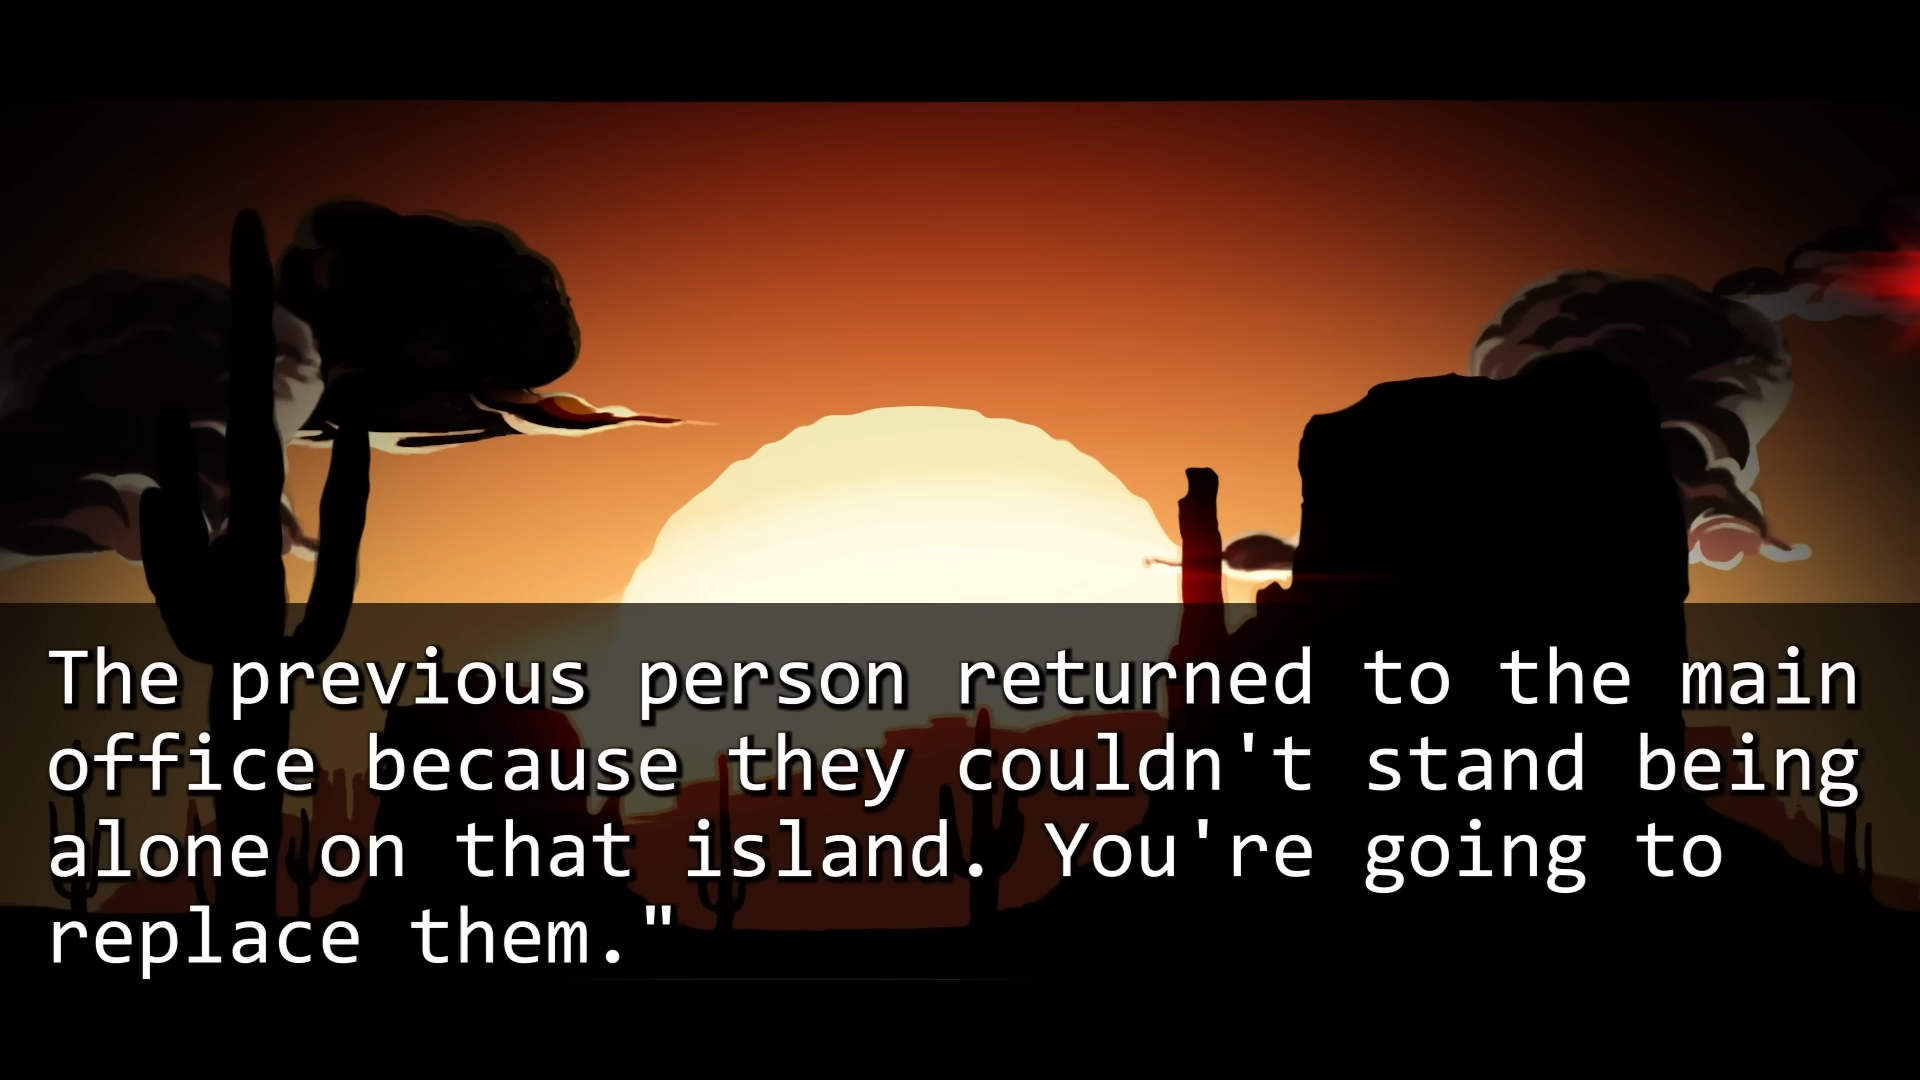 The previous person returned to the main
office because they couldn't stand being
alone on that island. You're going to
replace them."